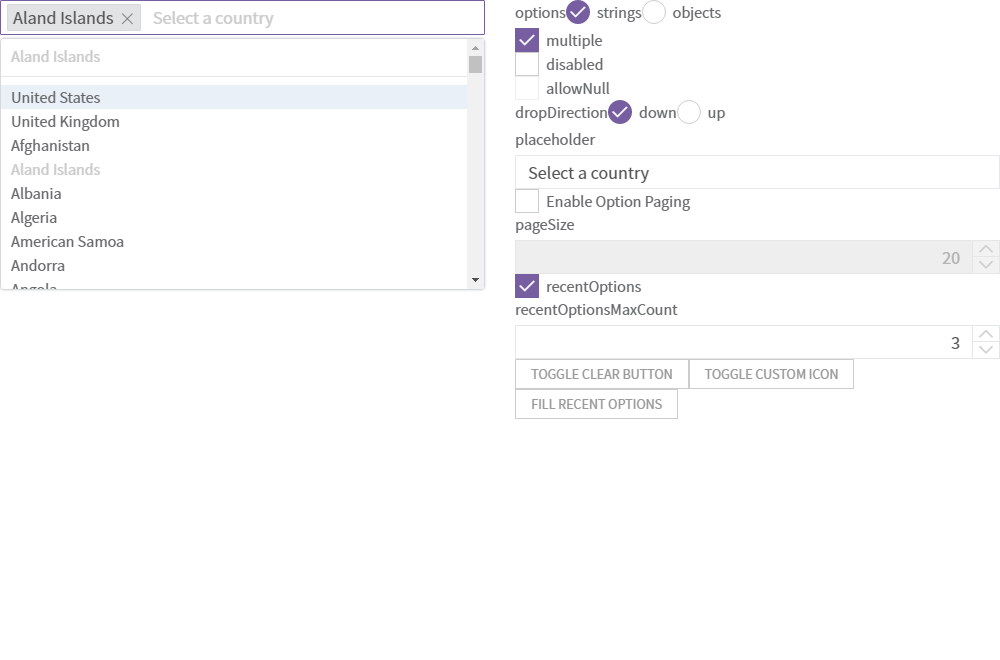 Aland Islands Select a country
Aland Islands
United States
United Kingdom
Afghanistan
Aland Islands
Albania
Algeria
American Samoa
Andorra
Angola
options strings objects
multiple
disabled
allowNull
dropDirection down up
placeholder
Select a country
Enable Option Paging
pageSize
20
recentOptions
recentOptionsMaxCount
3
TOGGLE CLEAR BUTTON TOGGLE CUSTOM ICON
FILL RECENT OPTIONS